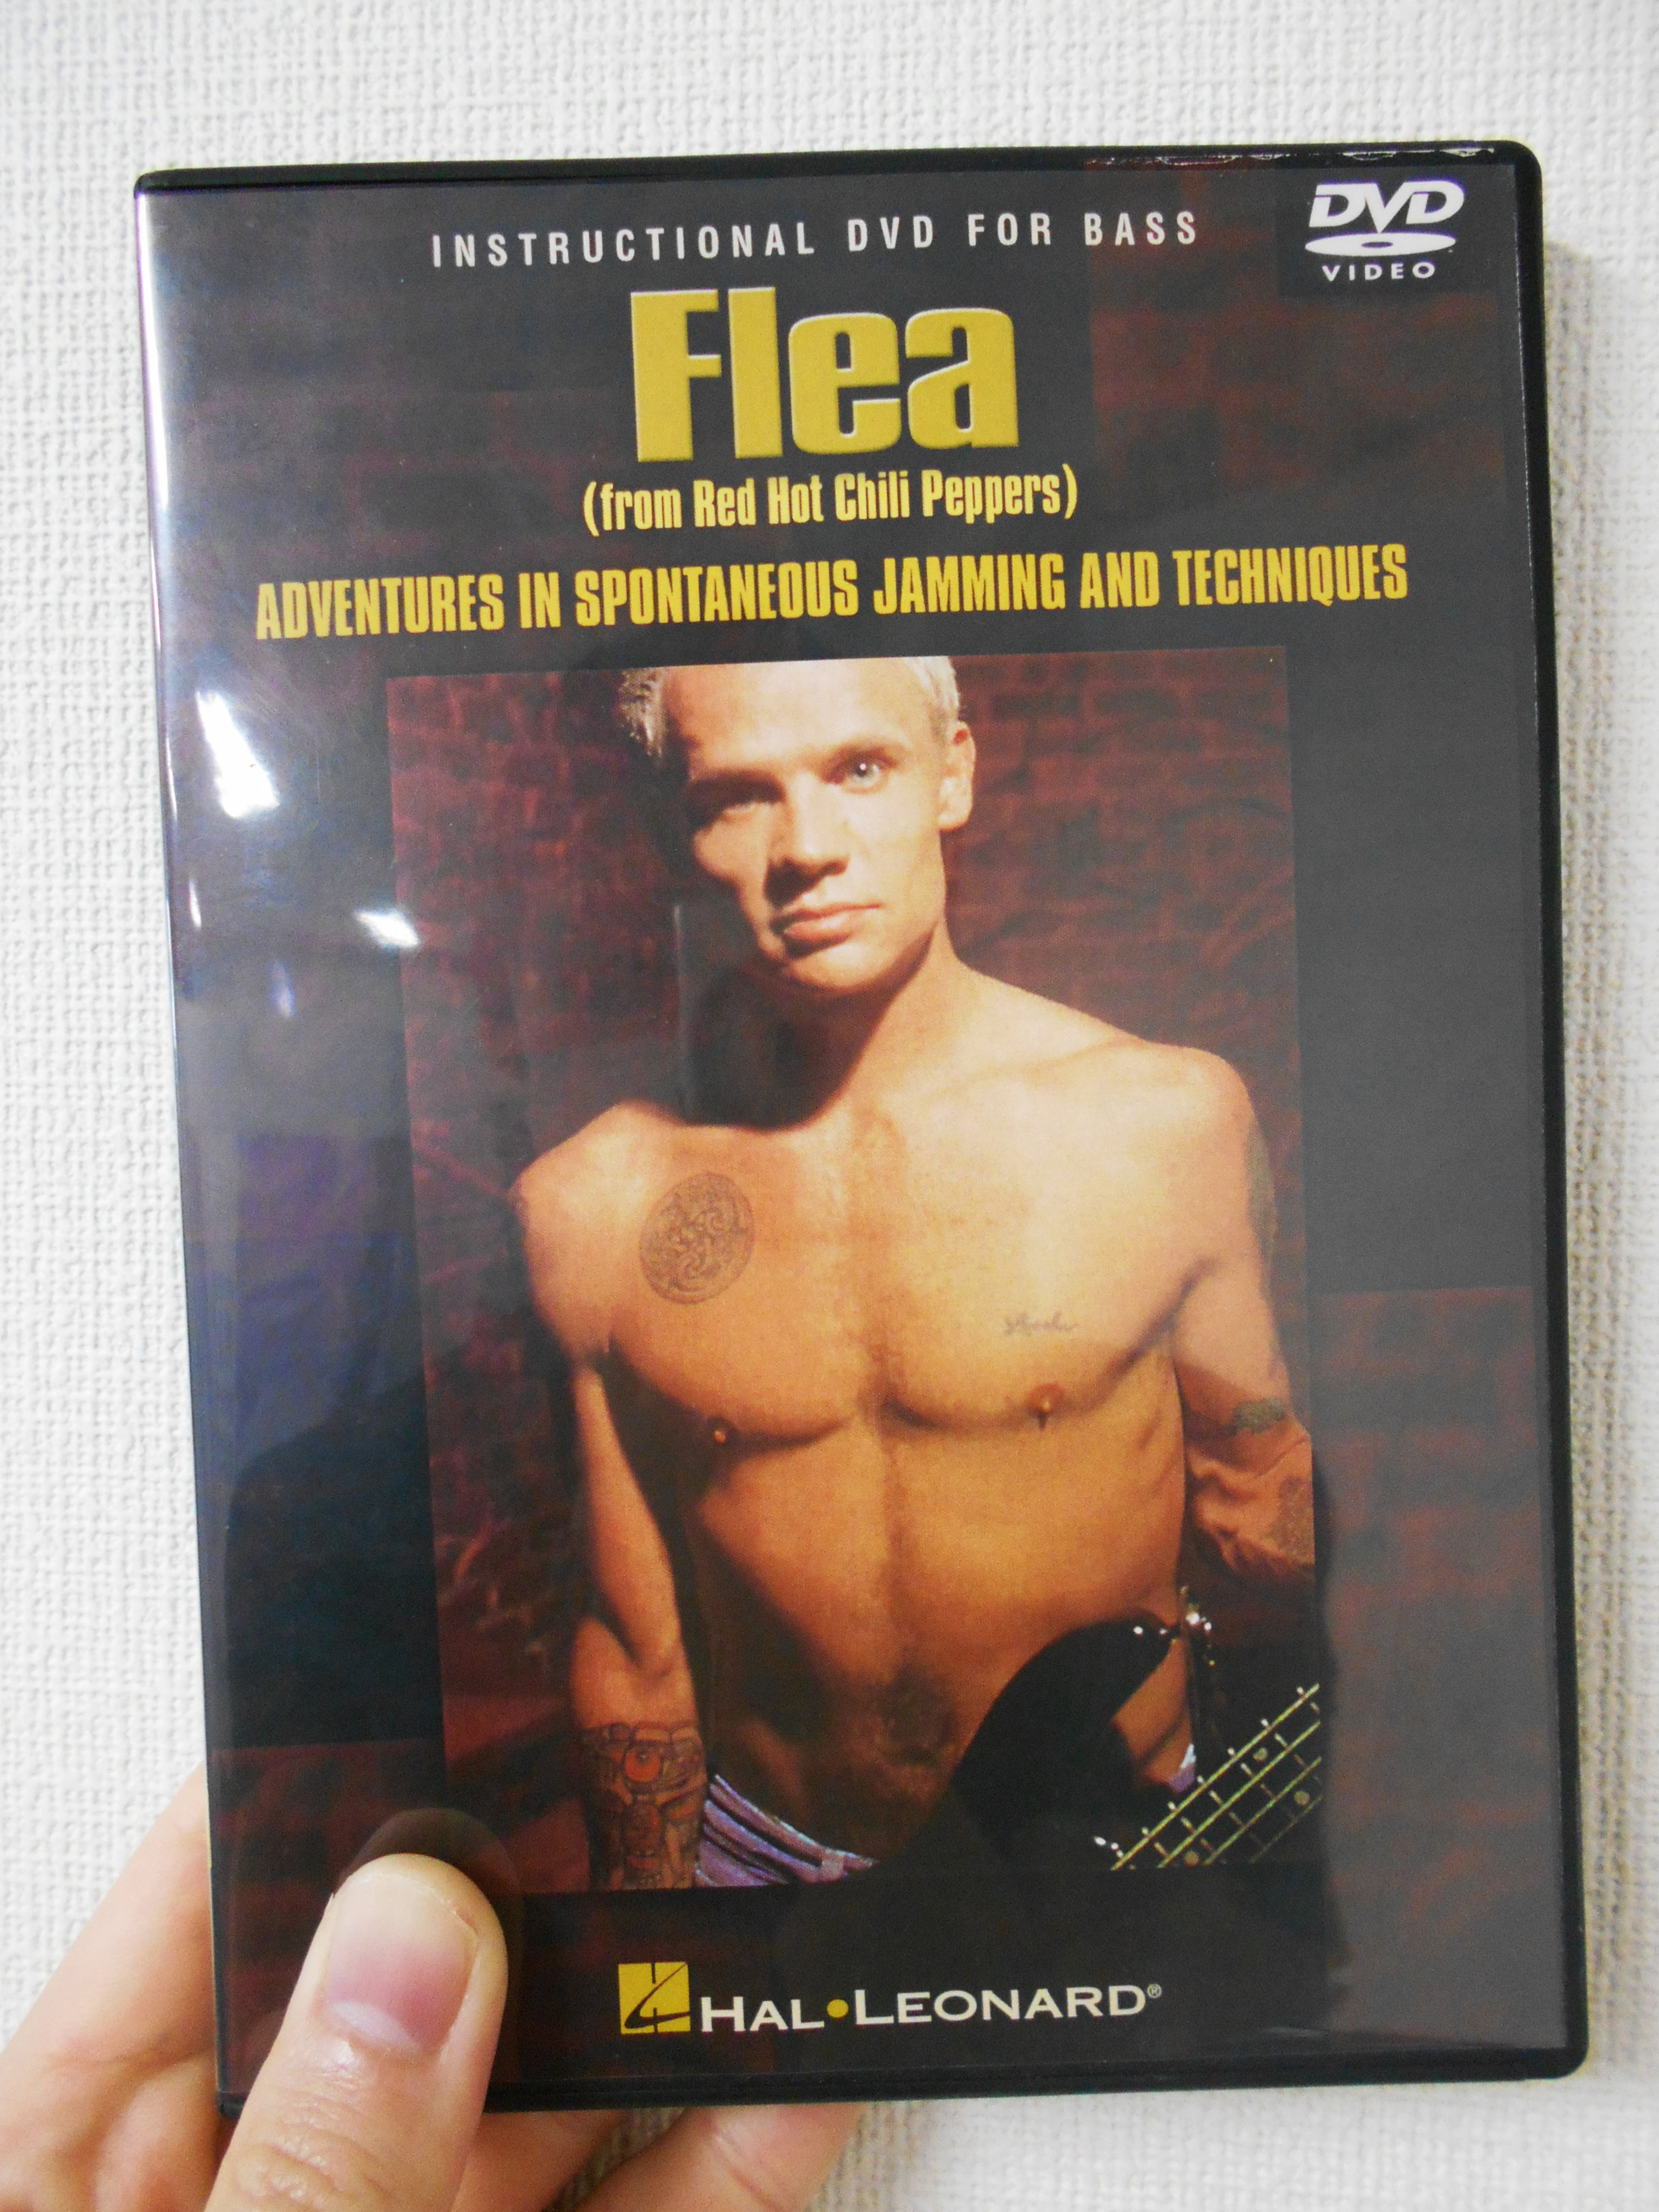 INSTRUCTIONAL DVD FOR BASS
DVD
VIDEO
Flea
(from Red Hot Chili Peppers)
ADVENTURES IN SPONTANEOUS JAMMING AND TECHNIQUES
HAL•LEONARD®